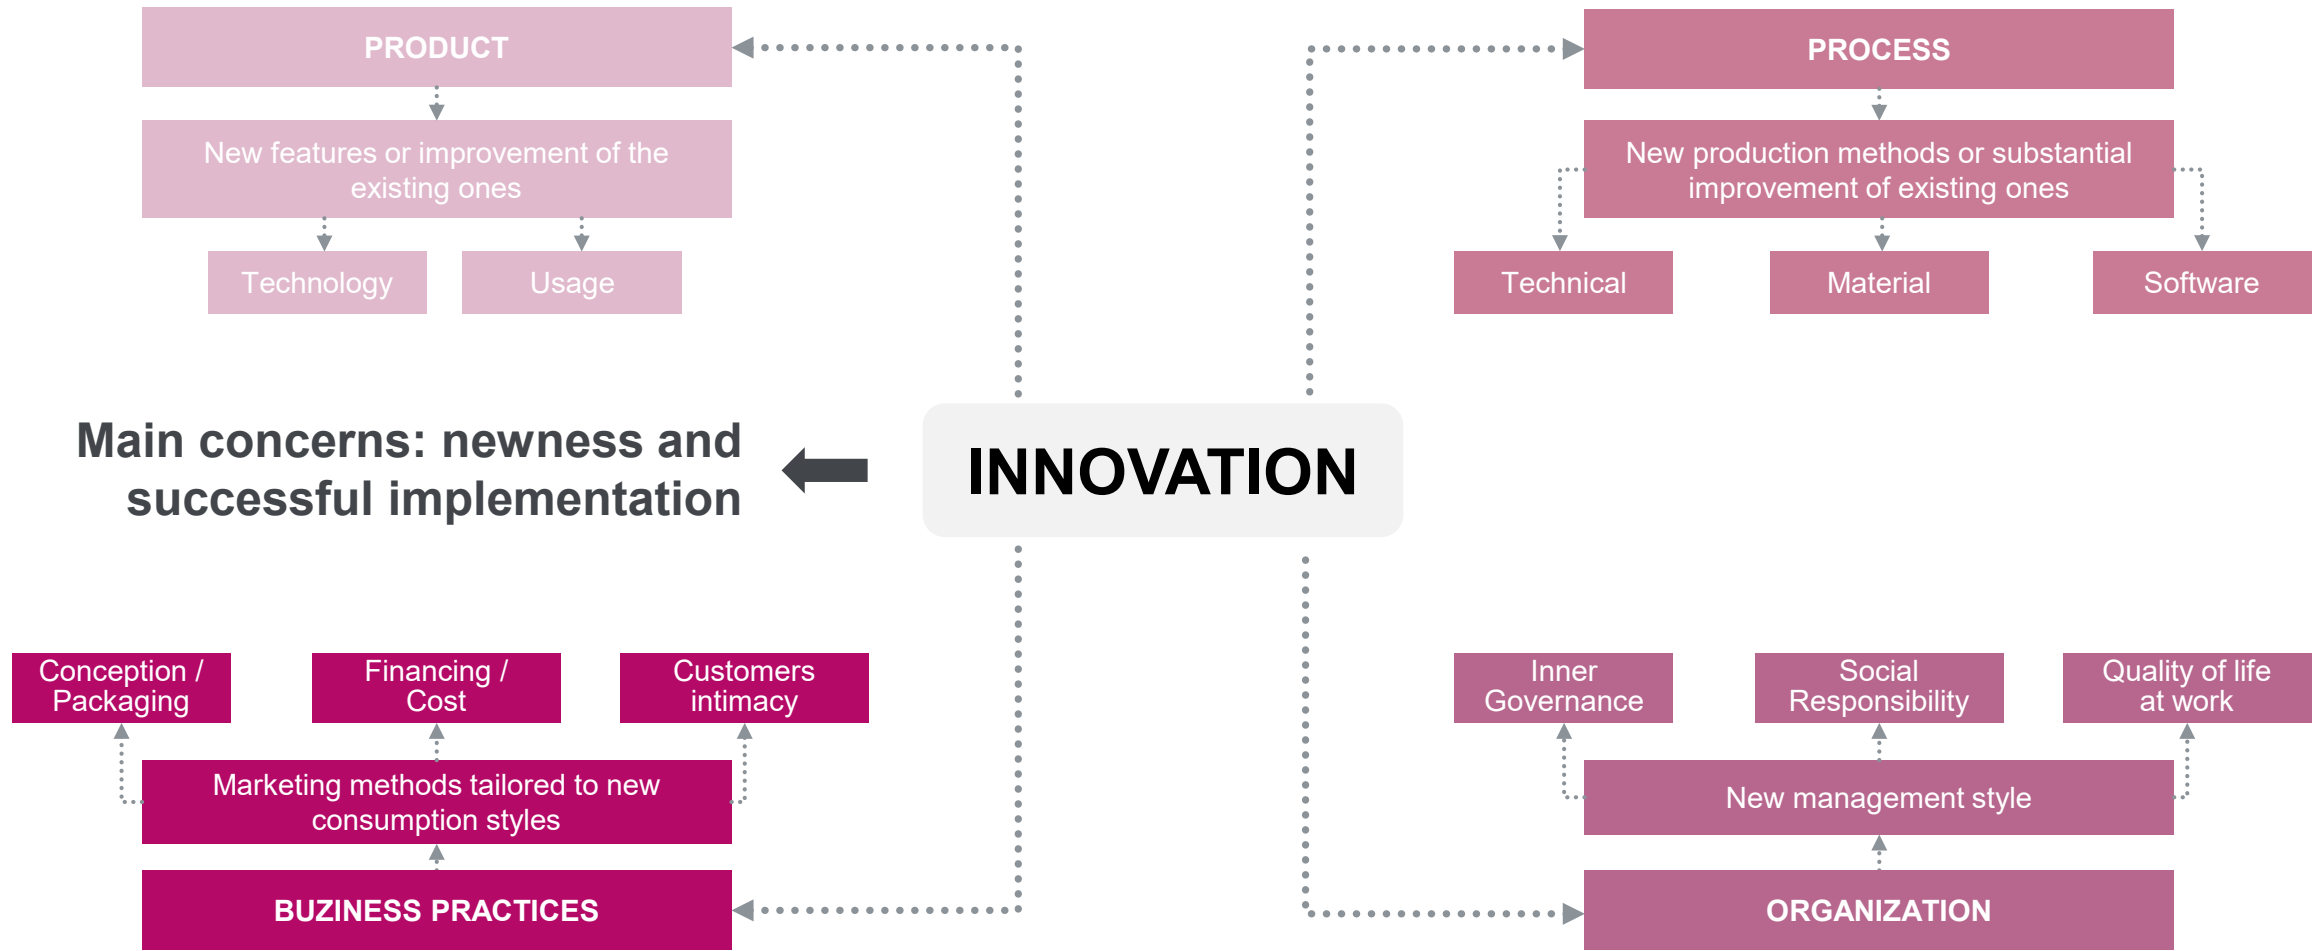 PRODUCT
New features or improvement of the
existing ones
Technology
Usage
PROCESS
New production methods or substantial
improvement of existing ones
Technical
Material
Software
Main concerns: newness and
successful implementation
INNOVATION
Conception /
Packaging
Financing /
Cost
Customers
intimacy
Marketing methods tailored to new
consumption styles
BUZINESS PRACTICES
Inner
Governance
Social
Responsibility
Quality of life
at work
New management style
ORGANIZATION